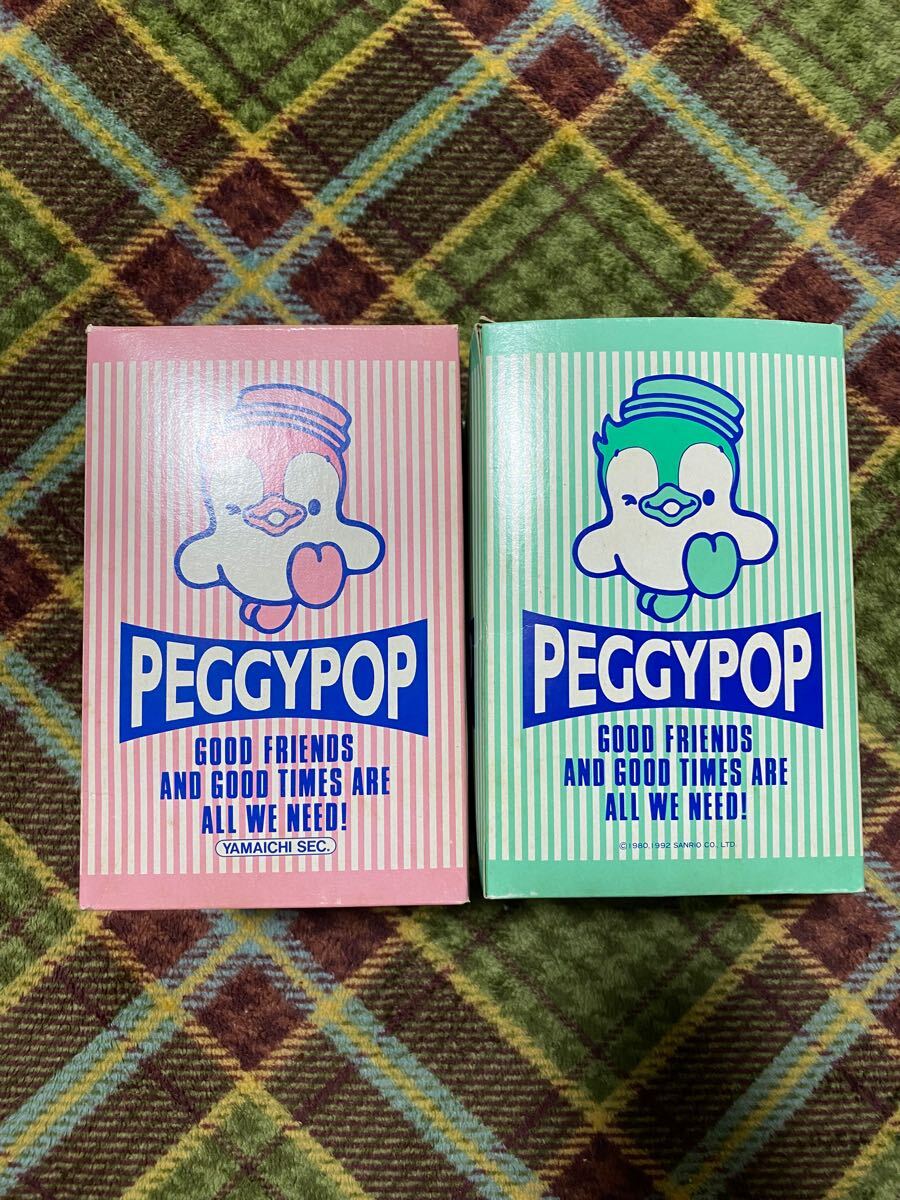 PEGGYPOP
GOOD FRIENDS
AND GOOD TIMES ARE
ALL WE NEED!
YAMAICHI SEC.
PEGGYPOP
GOOD FRIENDS
AND GOOD TIMES ARE
ALL WE NEED!
©1980,1992 SANRIO CO., LTD.